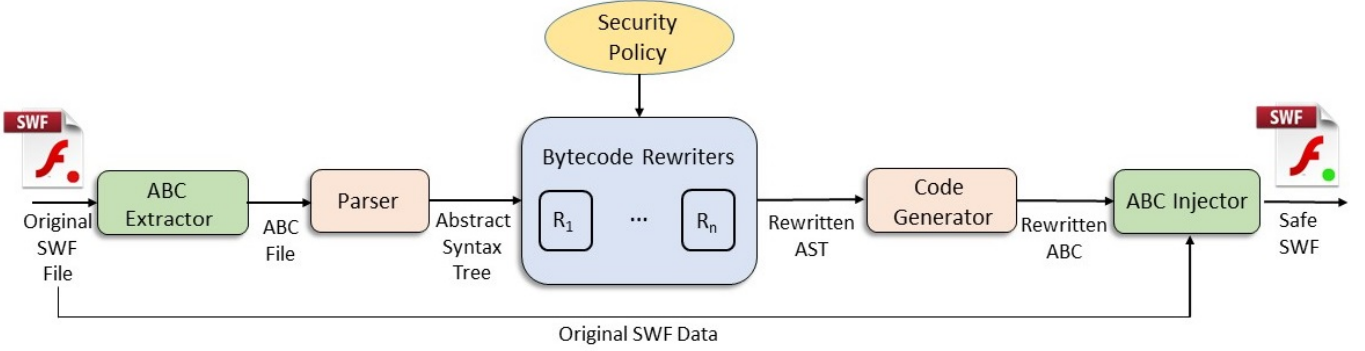 Security
Policy
SWF
SWF
Bytecode Rewriters
R1
...
Rn
ABC
Extractor
Parser
Code
Generator
ABC Injector
Original
SWF
File
ABC
File
Abstract
Syntax
Tree
Rewritten
AST
Rewritten
ABC
Safe
SWF
Original SWF Data